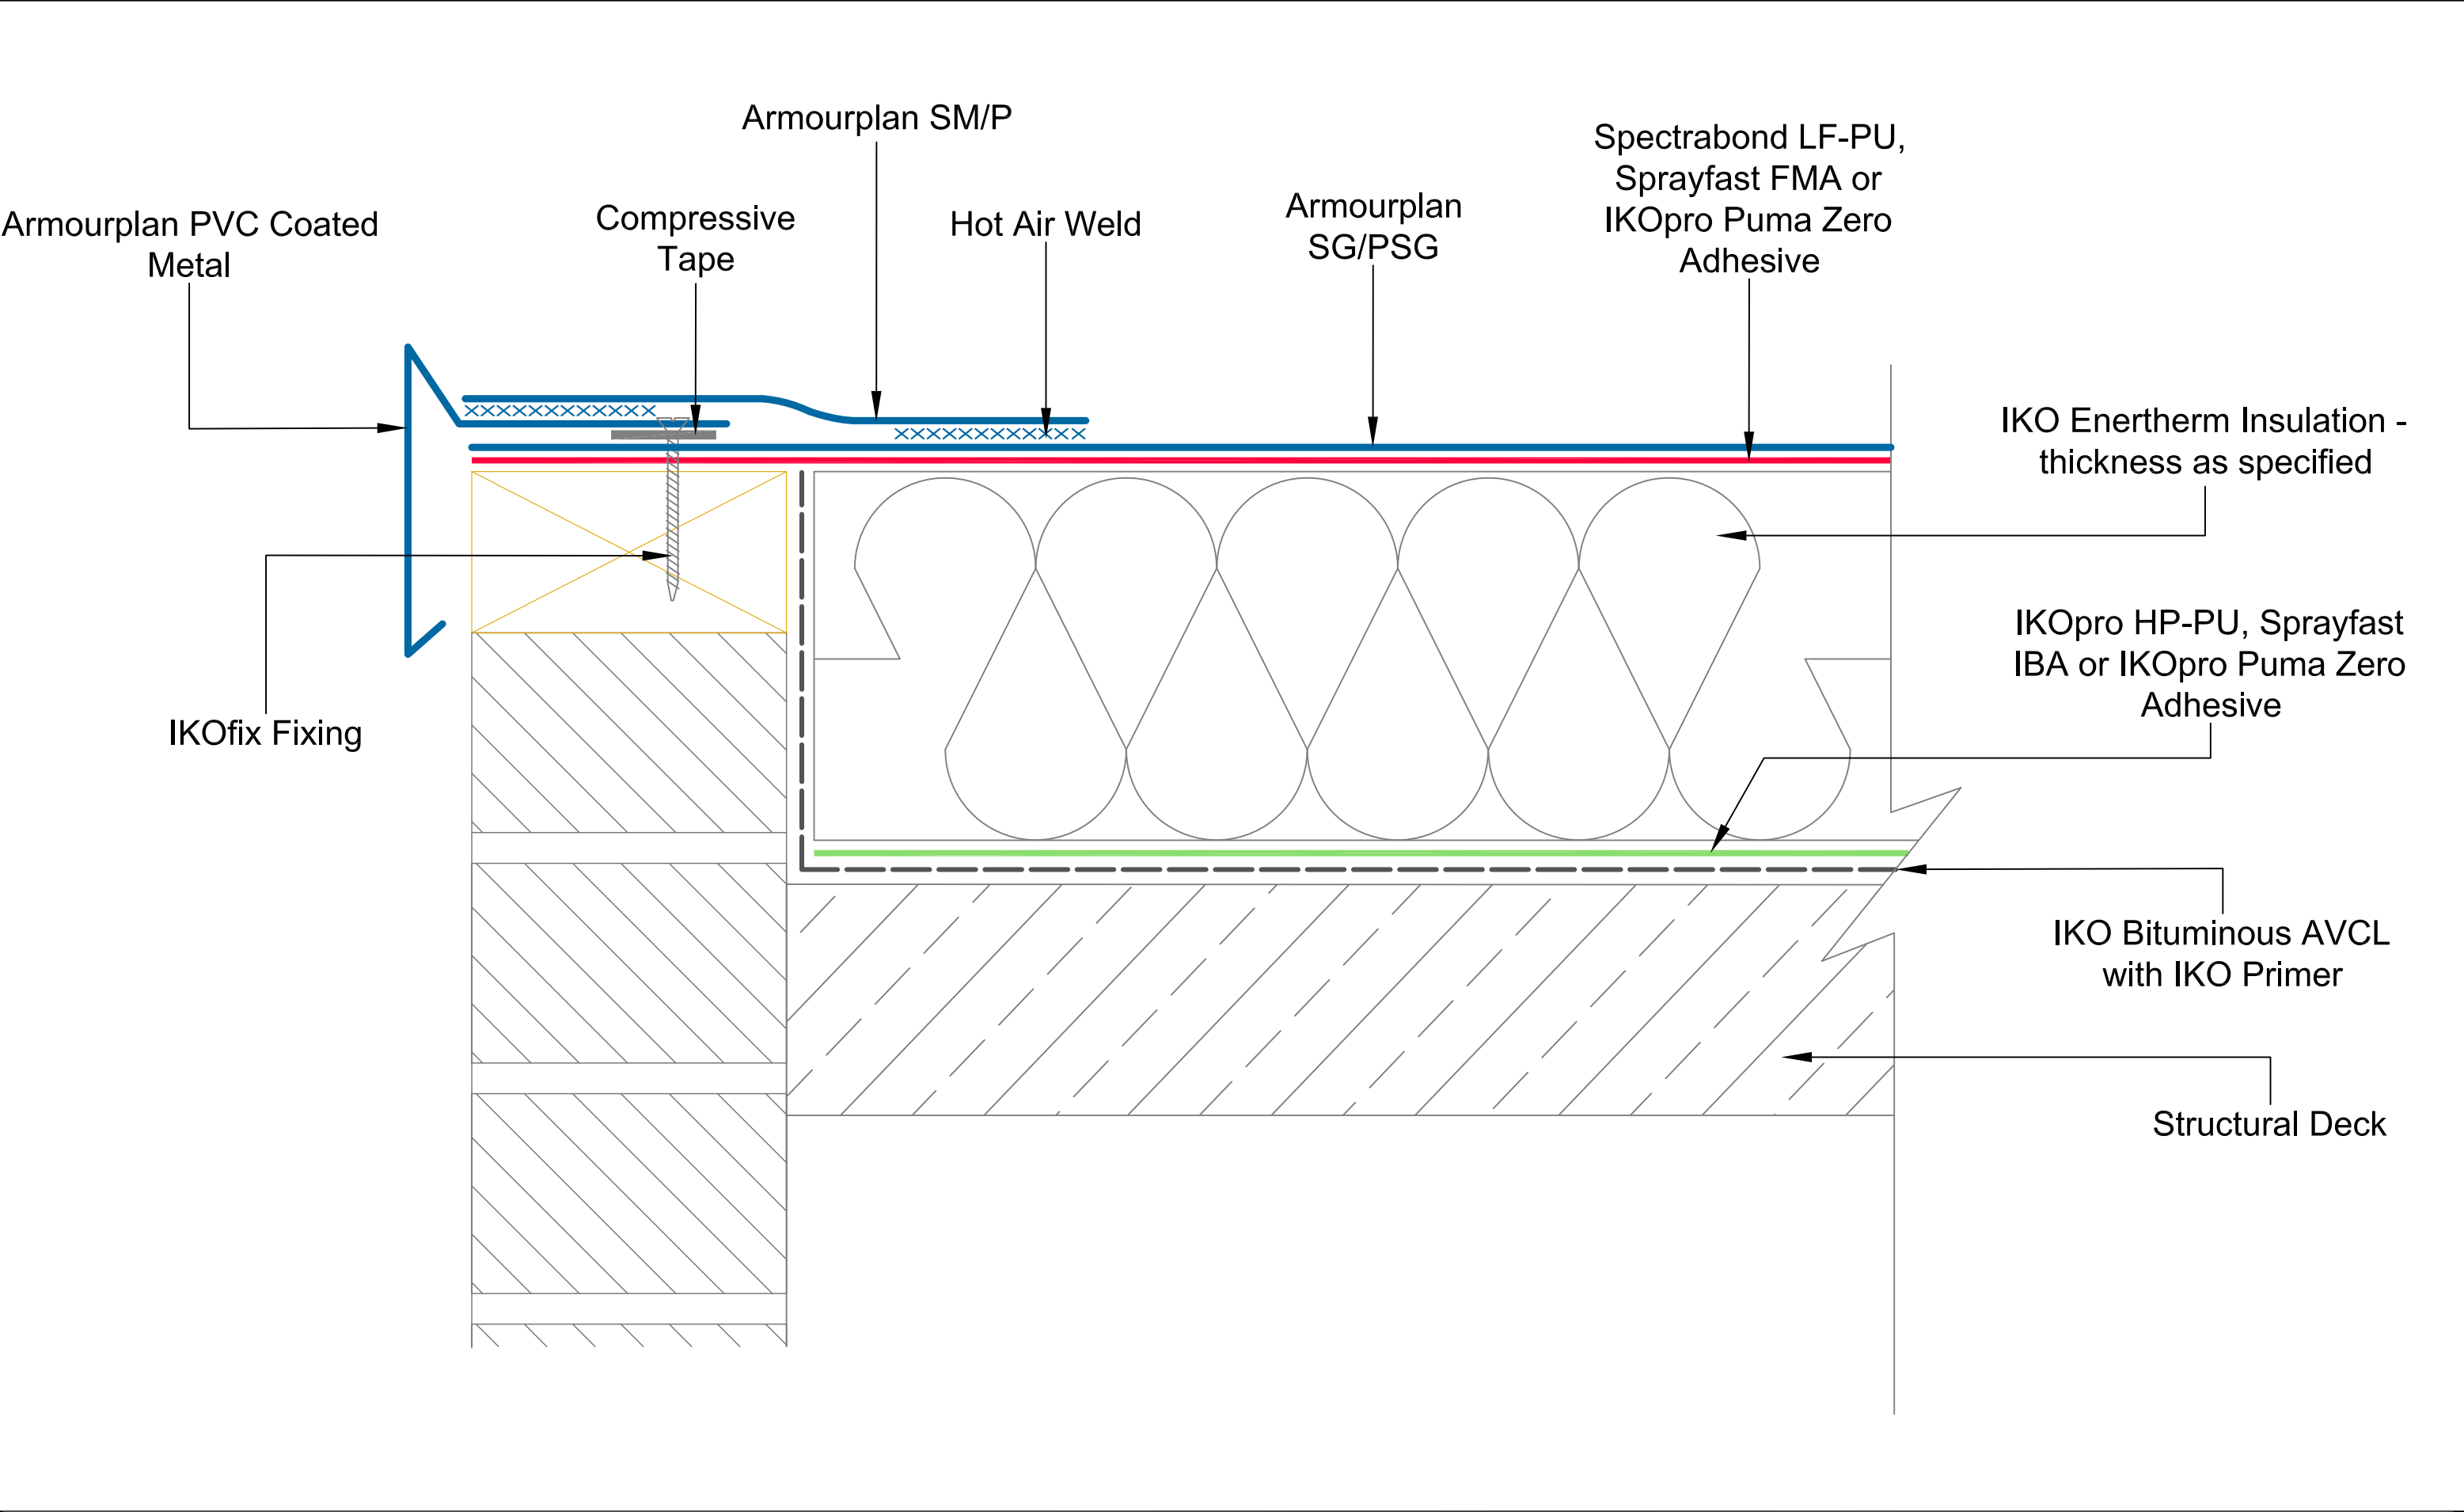 Armourplan SM/P
Spectrabond LF-PU,
Sprayfast FMA or
IKOpro Puma Zero
Adhesive
Armourplan PVC Coated
Metal
Compressive
Tape
Hot Air Weld
Armourplan
SG/PSG
IKO Enertherm Insulation -
thickness as specified
IKOpro HP-PU, Sprayfast
IBA or IKOpro Puma Zero
Adhesive
IKOfix Fixing
IKO Bituminous AVCL
with IKO Primer
Structural Deck